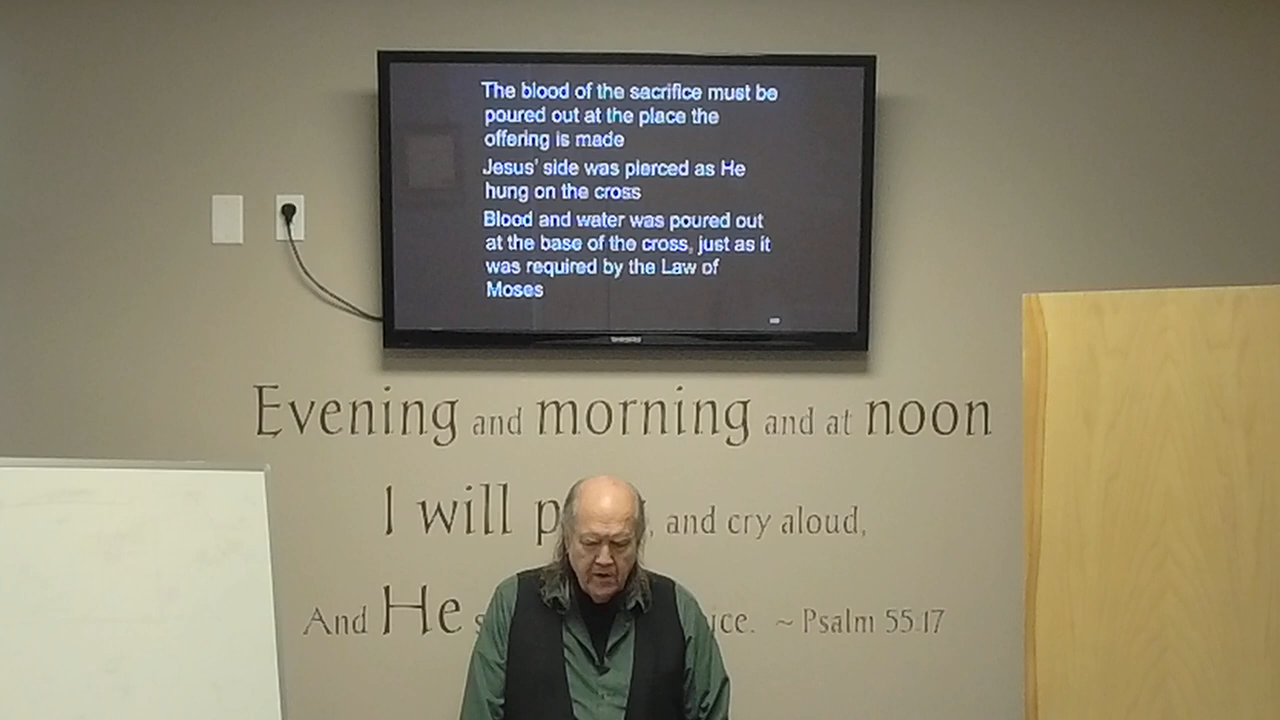 The blood of the sacrifice must be
poured out at the place the
offering is made
Jesus' side was pierced as He
hung on the cross
Blood and water was poured out
at the base of the cross, just as it
was required by the Law of
Moses
Evening and morning and at noon
I will p , and cry aloud,
And He s ice. ~ Psalm 55:17